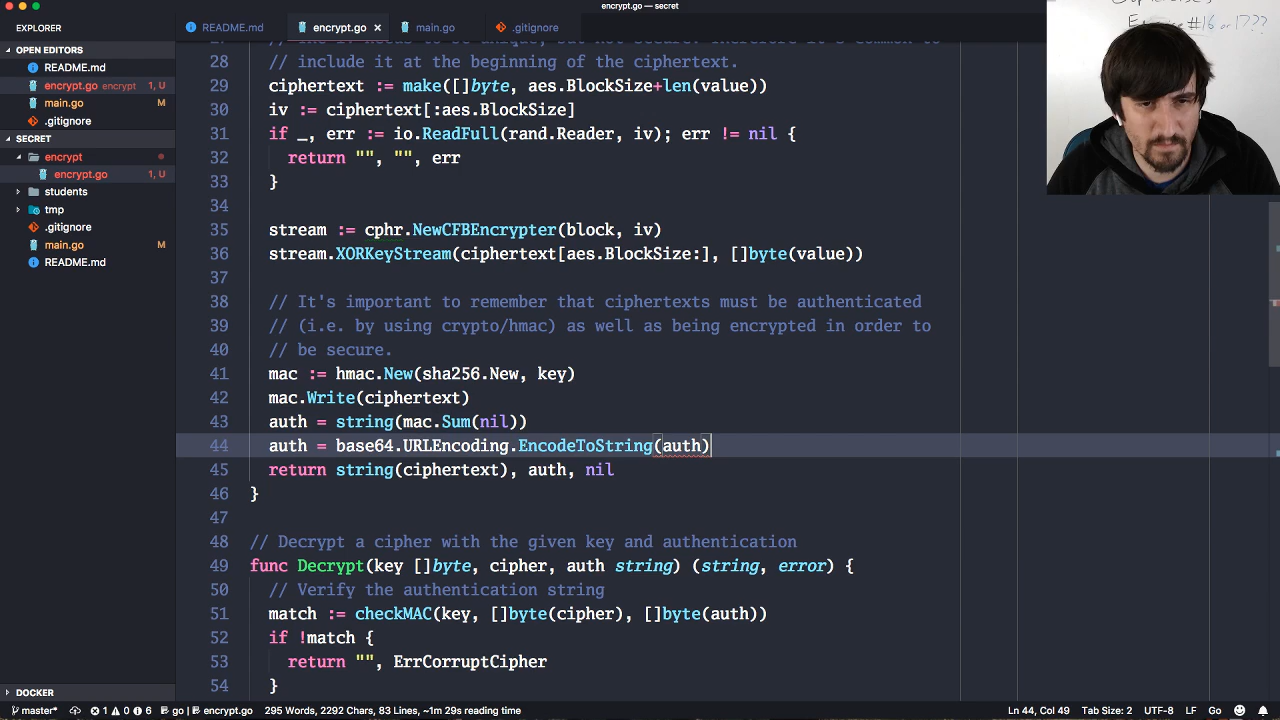 encrypt.go — secret
EXPLORER
README.md
encrypt.go ×
main.go
.gitignore
OPEN EDITORS
README.md
encrypt.go encrypt 1, U
main.go M
.gitignore
SECRET
encrypt
encrypt.go 1, U
students
tmp
.gitignore
main.go M
README.md
DOCKER
28 // include it at the beginning of the ciphertext.
29 ciphertext := make([]byte, aes.BlockSize+len(value))
30 iv := ciphertext[:aes.BlockSize]
31 if _, err := io.ReadFull(rand.Reader, iv); err != nil {
32 return "", "", err
33 }
34
35 stream := cphr.NewCFBEncrypter(block, iv)
36 stream.XORKeyStream(ciphertext[aes.BlockSize:], []byte(value))
37
38 // It's important to remember that ciphertexts must be authenticated
39 // (i.e. by using crypto/hmac) as well as being encrypted in order to
40 // be secure.
41 mac := hmac.New(sha256.New, key)
42 mac.Write(ciphertext)
43 auth = string(mac.Sum(nil))
44 auth = base64.URLEncoding.EncodeToString(auth)
45 return string(ciphertext), auth, nil
46 }
47
48 // Decrypt a cipher with the given key and authentication
49 func Decrypt(key []byte, cipher, auth string) (string, error) {
50 // Verify the authentication string
51 match := checkMAC(key, []byte(cipher), []byte(auth))
52 if !match {
53 return "", ErrCorruptCipher
54 }
master* 1 0 6 go encrypt.go 295 Words, 2292 Chars, 83 Lines, ~1m 29s reading time
Ln 44, Col 49 Tab Size: 2 UTF-8 LF Go